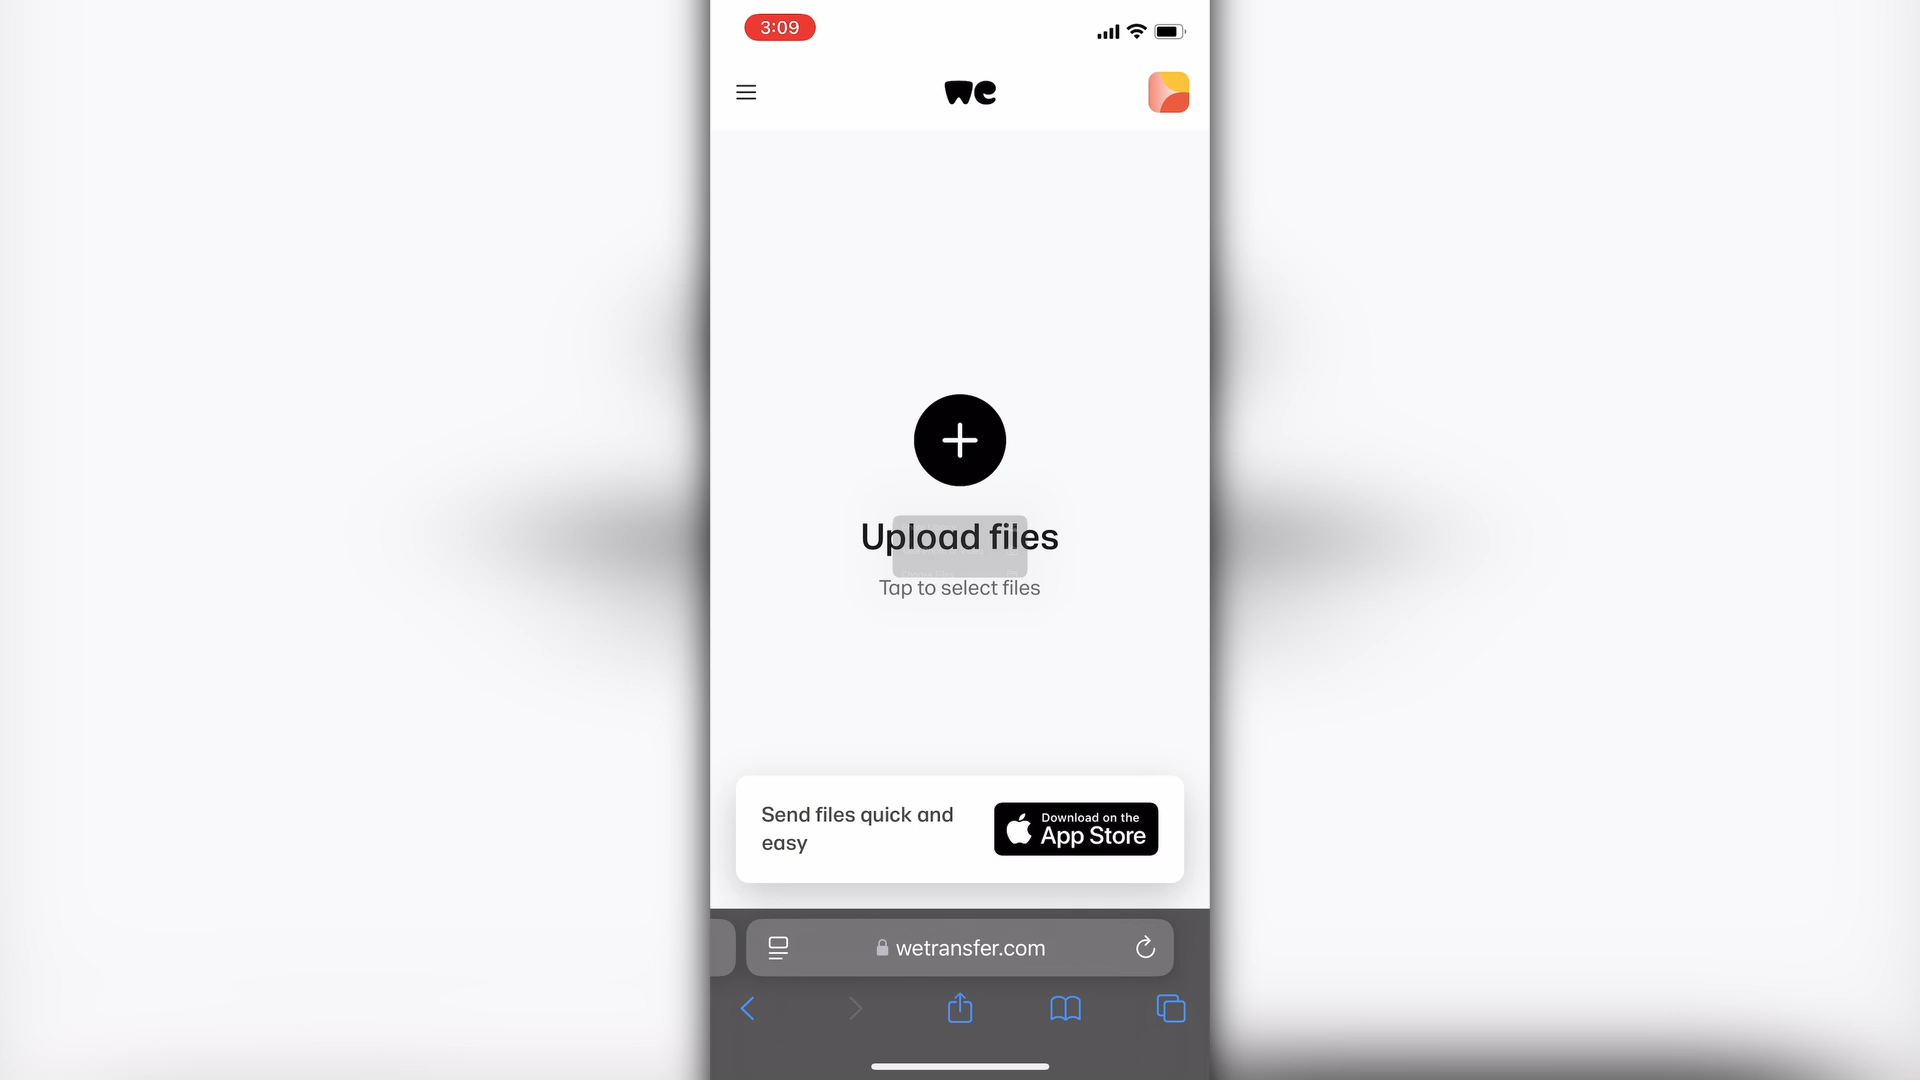 3:09
we
Upload files
Tap to select files
Send files quick and
easy
Download on the
App Store
wetransfer.com